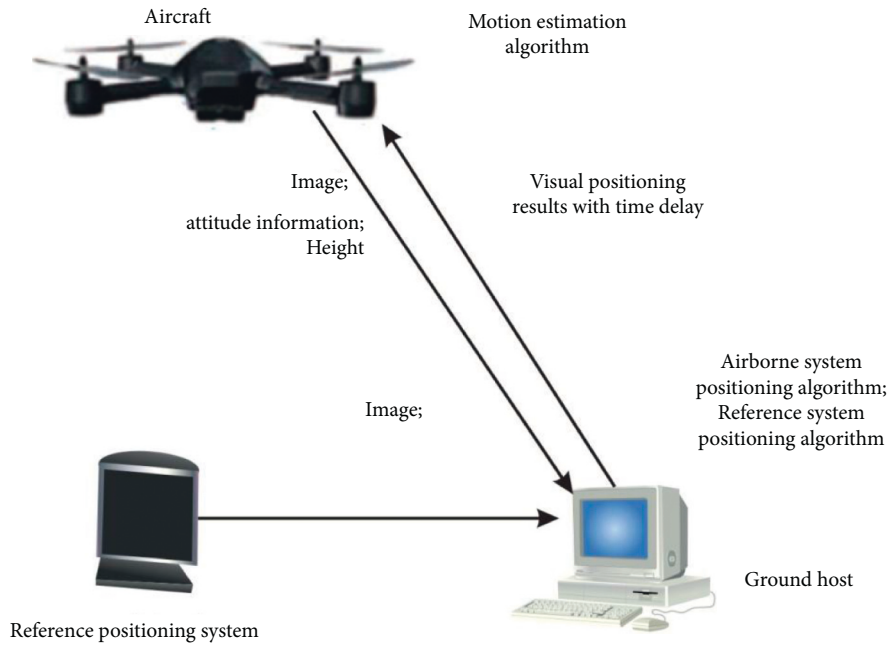 Aircraft
Motion estimation
algorithm
Image;
attitude information;
Height
Visual positioning
results with time delay
Airborne system
positioning algorithm;
Reference system
positioning algorithm
Image;
Ground host
Reference positioning system